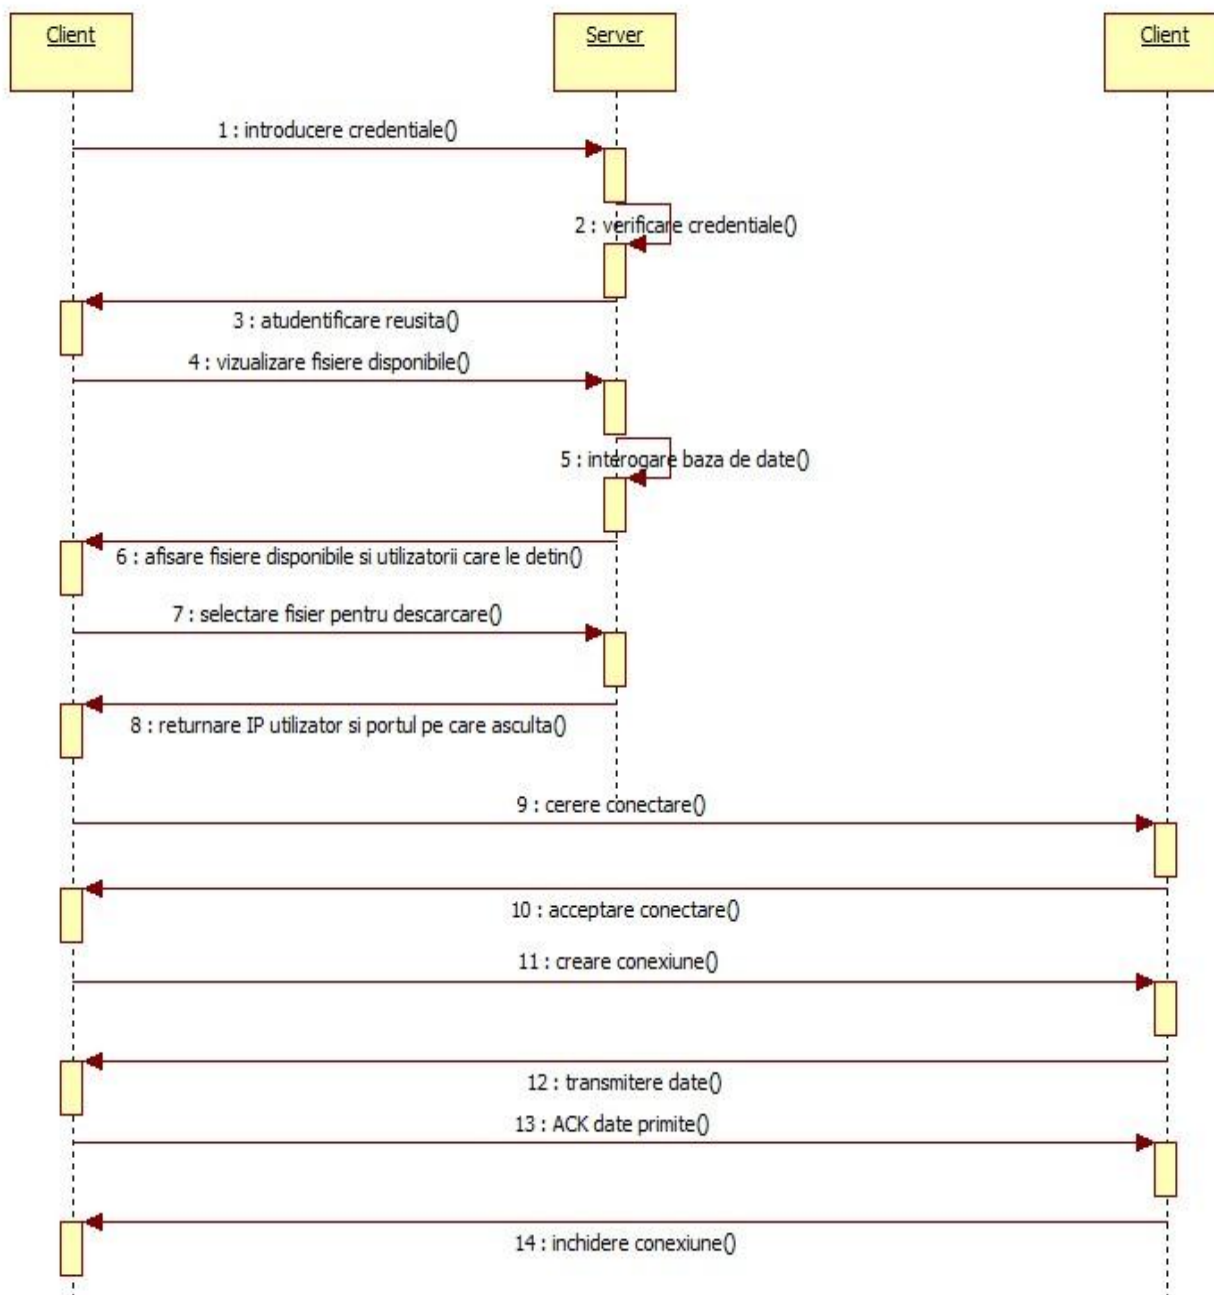 Client
Server
Client
1 : introducere credentiale()
2 : verificare credentiale()
3 : atudentificare reusita()
4 : vizualizare fisiere disponibile()
5 : interogare baza de date()
6 : afisare fisiere disponibile si utilizatorii care le detin()
7 : selectare fisier pentru descarcare()
8 : returnare IP utilizator si portul pe care asculta()
9 : cerere conectare()
10 : acceptare conectare()
11 : creare conexiune()
12 : transmitere date()
13 : ACK date primite()
14 : inchidere conexiune()